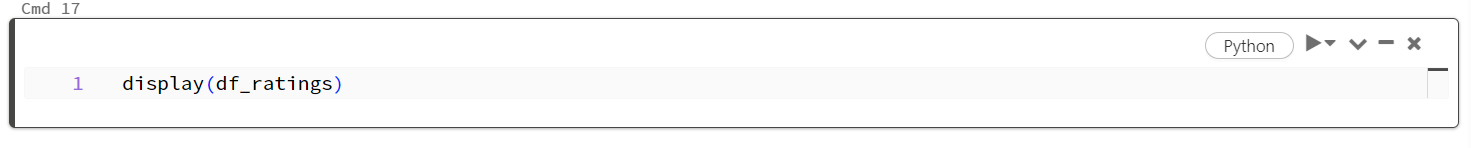 Cmd 17
Python
1 display(df_ratings)